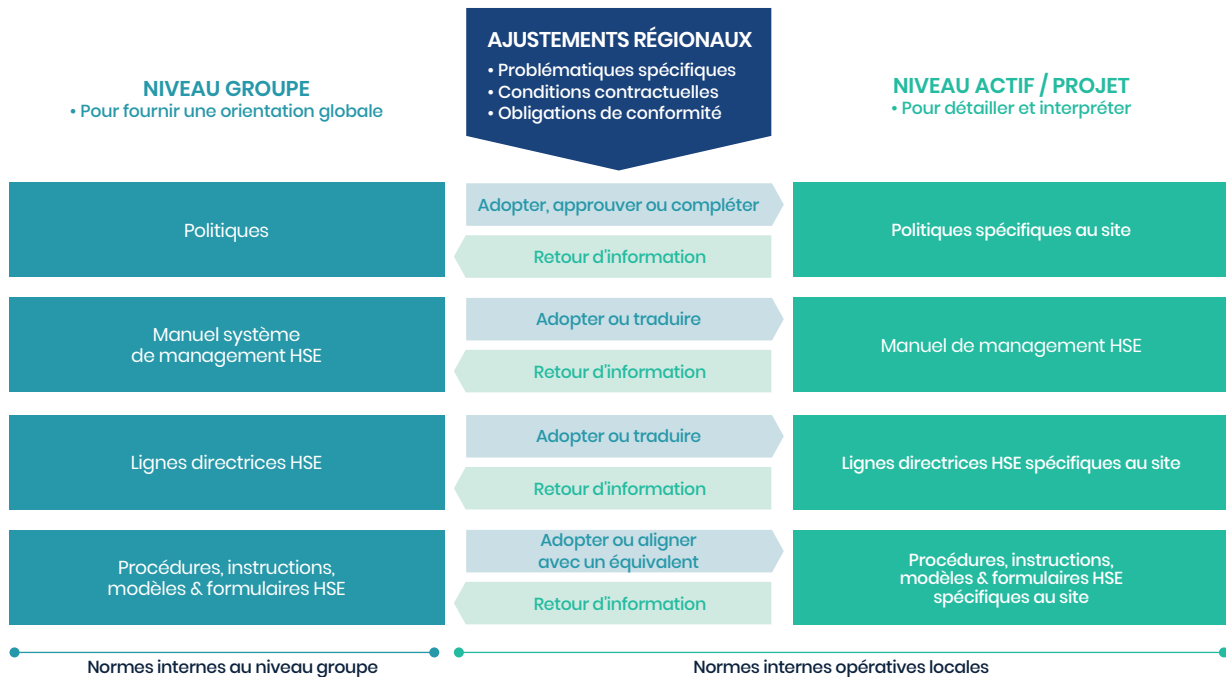 NIVEAU GROUPE
• Pour fournir une orientation globale
AJUSTEMENTS RÉGIONAUX
• Problématiques spécifiques
• Conditions contractuelles
• Obligations de conformité
NIVEAU ACTIF / PROJET
• Pour détailler et interpréter
Politiques
Adopter, approuver ou compléter
Retour d'information
Politiques spécifiques au site
Manuel système
de management HSE
Adopter ou traduire
Retour d'information
Manuel de management HSE
Lignes directrices HSE
Adopter ou traduire
Retour d'information
Lignes directrices HSE spécifiques au site
Procédures, instructions,
modèles & formulaires HSE
Adopter ou aligner
avec un équivalent
Retour d'information
Procédures, instructions,
modèles & formulaires HSE
spécifiques au site
Normes internes au niveau groupe
Normes internes opératives locales